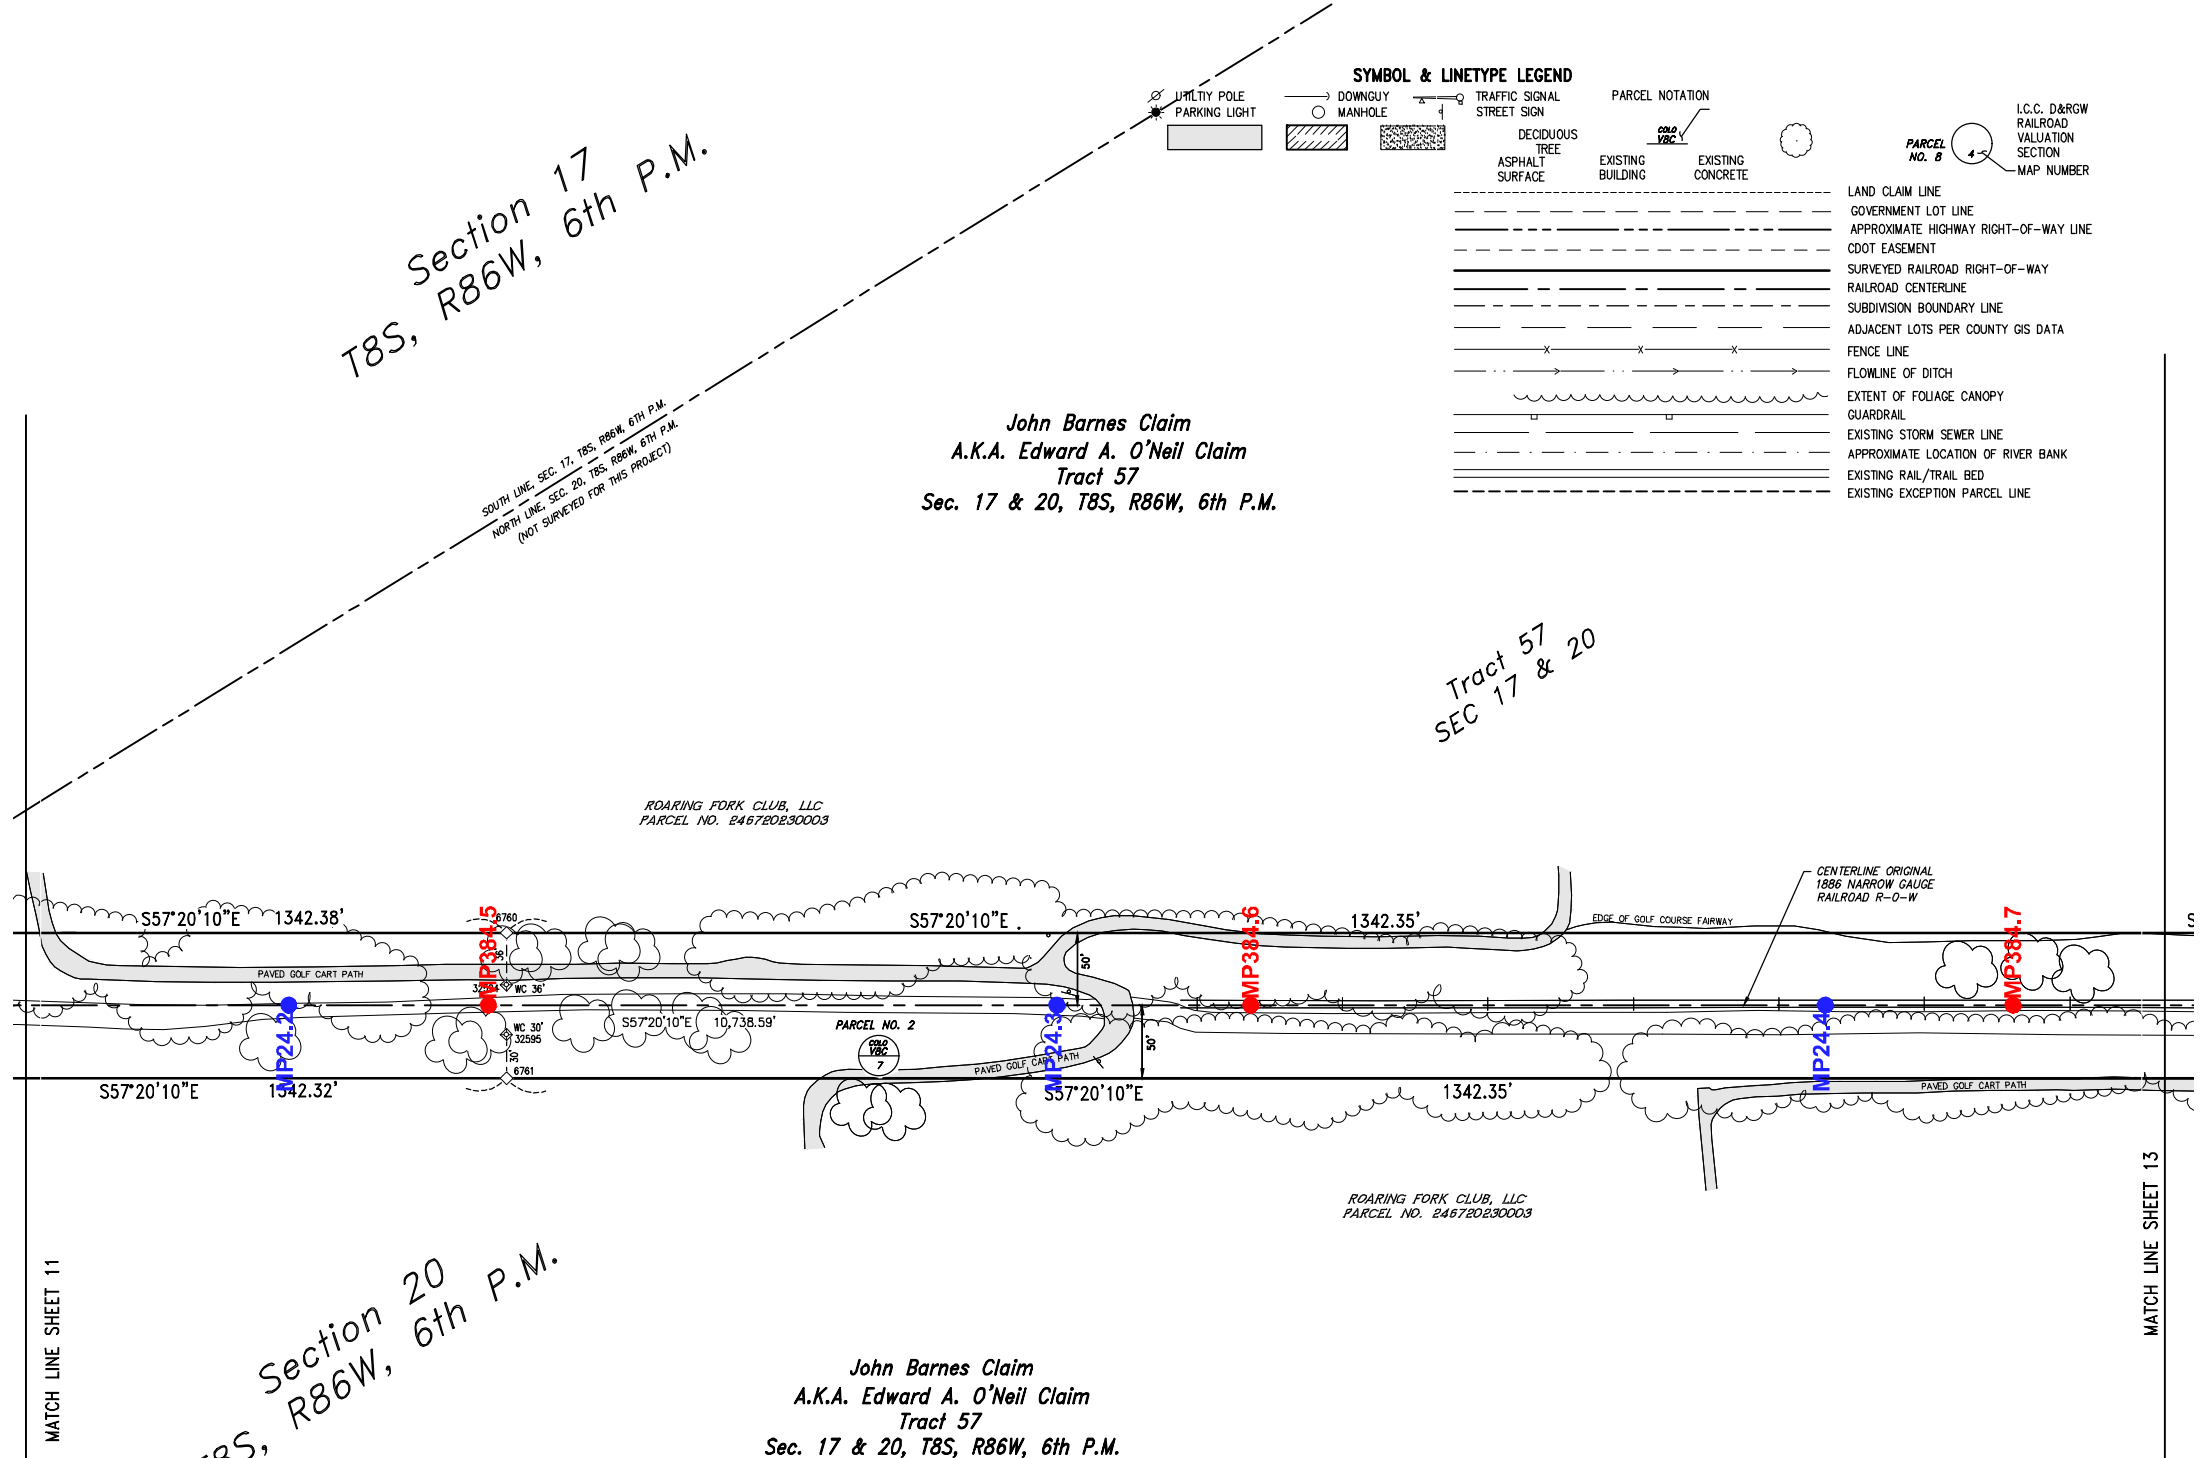 SYMBOL & LINETYPE LEGEND
UTILTIY POLE
PARKING LIGHT
DOWNGUY
MANHOLE
TRAFFIC SIGNAL
STREET SIGN
PARCEL NOTATION
COLO
VBC
DECIDUOUS
TREE
ASPHALT
SURFACE
EXISTING
BUILDING
EXISTING
CONCRETE
PARCEL
NO. 8
4
I.C.C. D&RGW
RAILROAD
VALUATION
SECTION
MAP NUMBER
LAND CLAIM LINE
GOVERNMENT LOT LINE
APPROXIMATE HIGHWAY RIGHT-OF-WAY LINE
CDOT EASEMENT
SURVEYED RAILROAD RIGHT-OF-WAY
RAILROAD CENTERLINE
SUBDIVISION BOUNDARY LINE
ADJACENT LOTS PER COUNTY GIS DATA
FENCE LINE
FLOWLINE OF DITCH
EXTENT OF FOLIAGE CANOPY
GUARDRAIL
EXISTING STORM SEWER LINE
APPROXIMATE LOCATION OF RIVER BANK
EXISTING RAIL/TRAIL BED
EXISTING EXCEPTION PARCEL LINE
Section 17
T8S, R86W, 6th P.M.
SOUTH LINE, SEC. 17, T8S, R86W, 6TH P.M.
NORTH LINE, SEC. 20, T8S, R86W, 6TH P.M.
(NOT SURVEYED FOR THIS PROJECT)
John Barnes Claim
A.K.A. Edward A. O'Neil Claim
Tract 57
Sec. 17 & 20, T8S, R86W, 6th P.M.
Tract 57
SEC 17 & 20
ROARING FORK CLUB, LLC
PARCEL NO. 246720230003
CENTERLINE ORIGINAL
1886 NARROW GAUGE
RAILROAD R-O-W
S57°20'10"E 1342.38'
MP384.5
6760
36'
S57°20'10"E
MP384.6
1342.35'
EDGE OF GOLF COURSE FAIRWAY
MP384.7
S
PAVED GOLF CART PATH
WC 36'
50'
MP24.2
WC 30'
32595
30'
6761
S57°20'10"E 10,738.59'
PARCEL NO. 2
COLO
VBC
7
MP24.3
PAVED GOLF CART PATH
50'
MP24.4
PAVED GOLF CART PATH
S57°20'10"E 1342.32'
S57°20'10"E
1342.35'
ROARING FORK CLUB, LLC
PARCEL NO. 246720230003
MATCH LINE SHEET 11
MATCH LINE SHEET 13
Section 20
T8S, R86W, 6th P.M.
John Barnes Claim
A.K.A. Edward A. O'Neil Claim
Tract 57
Sec. 17 & 20, T8S, R86W, 6th P.M.